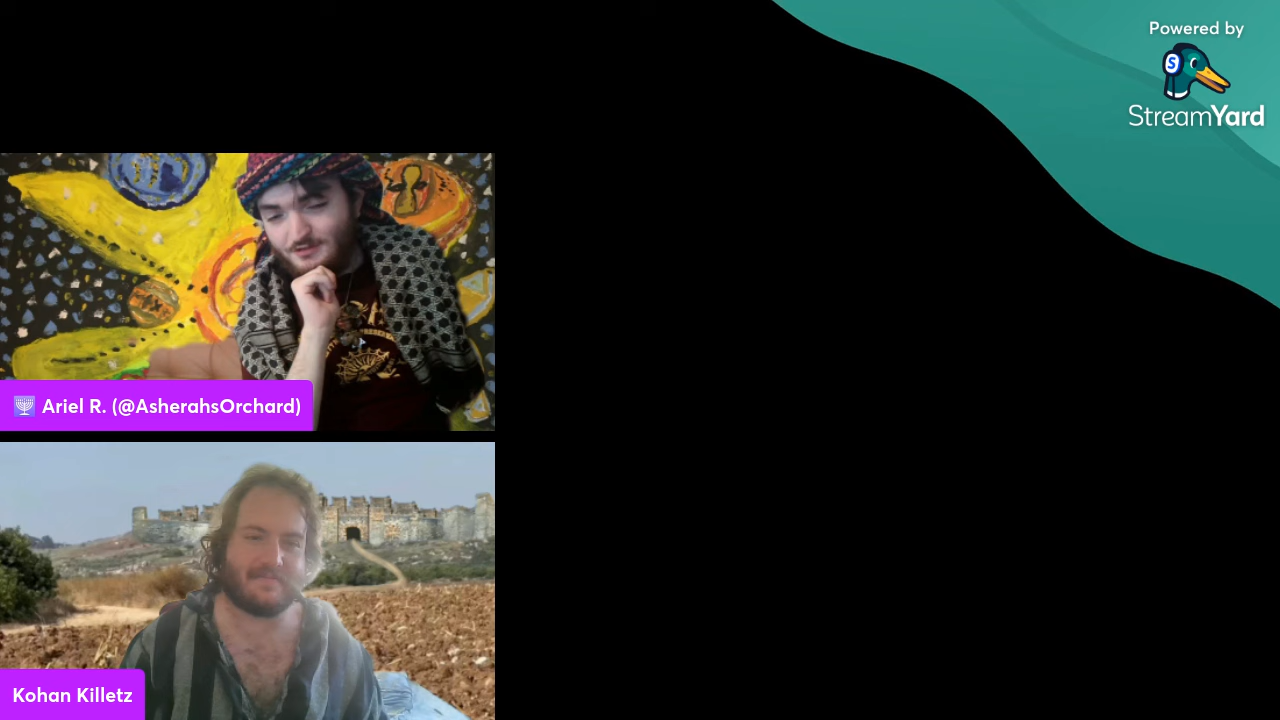 Powered by
S
StreamYard
🕎 Ariel R. (@AsherahsOrchard)
Kohan Killetz